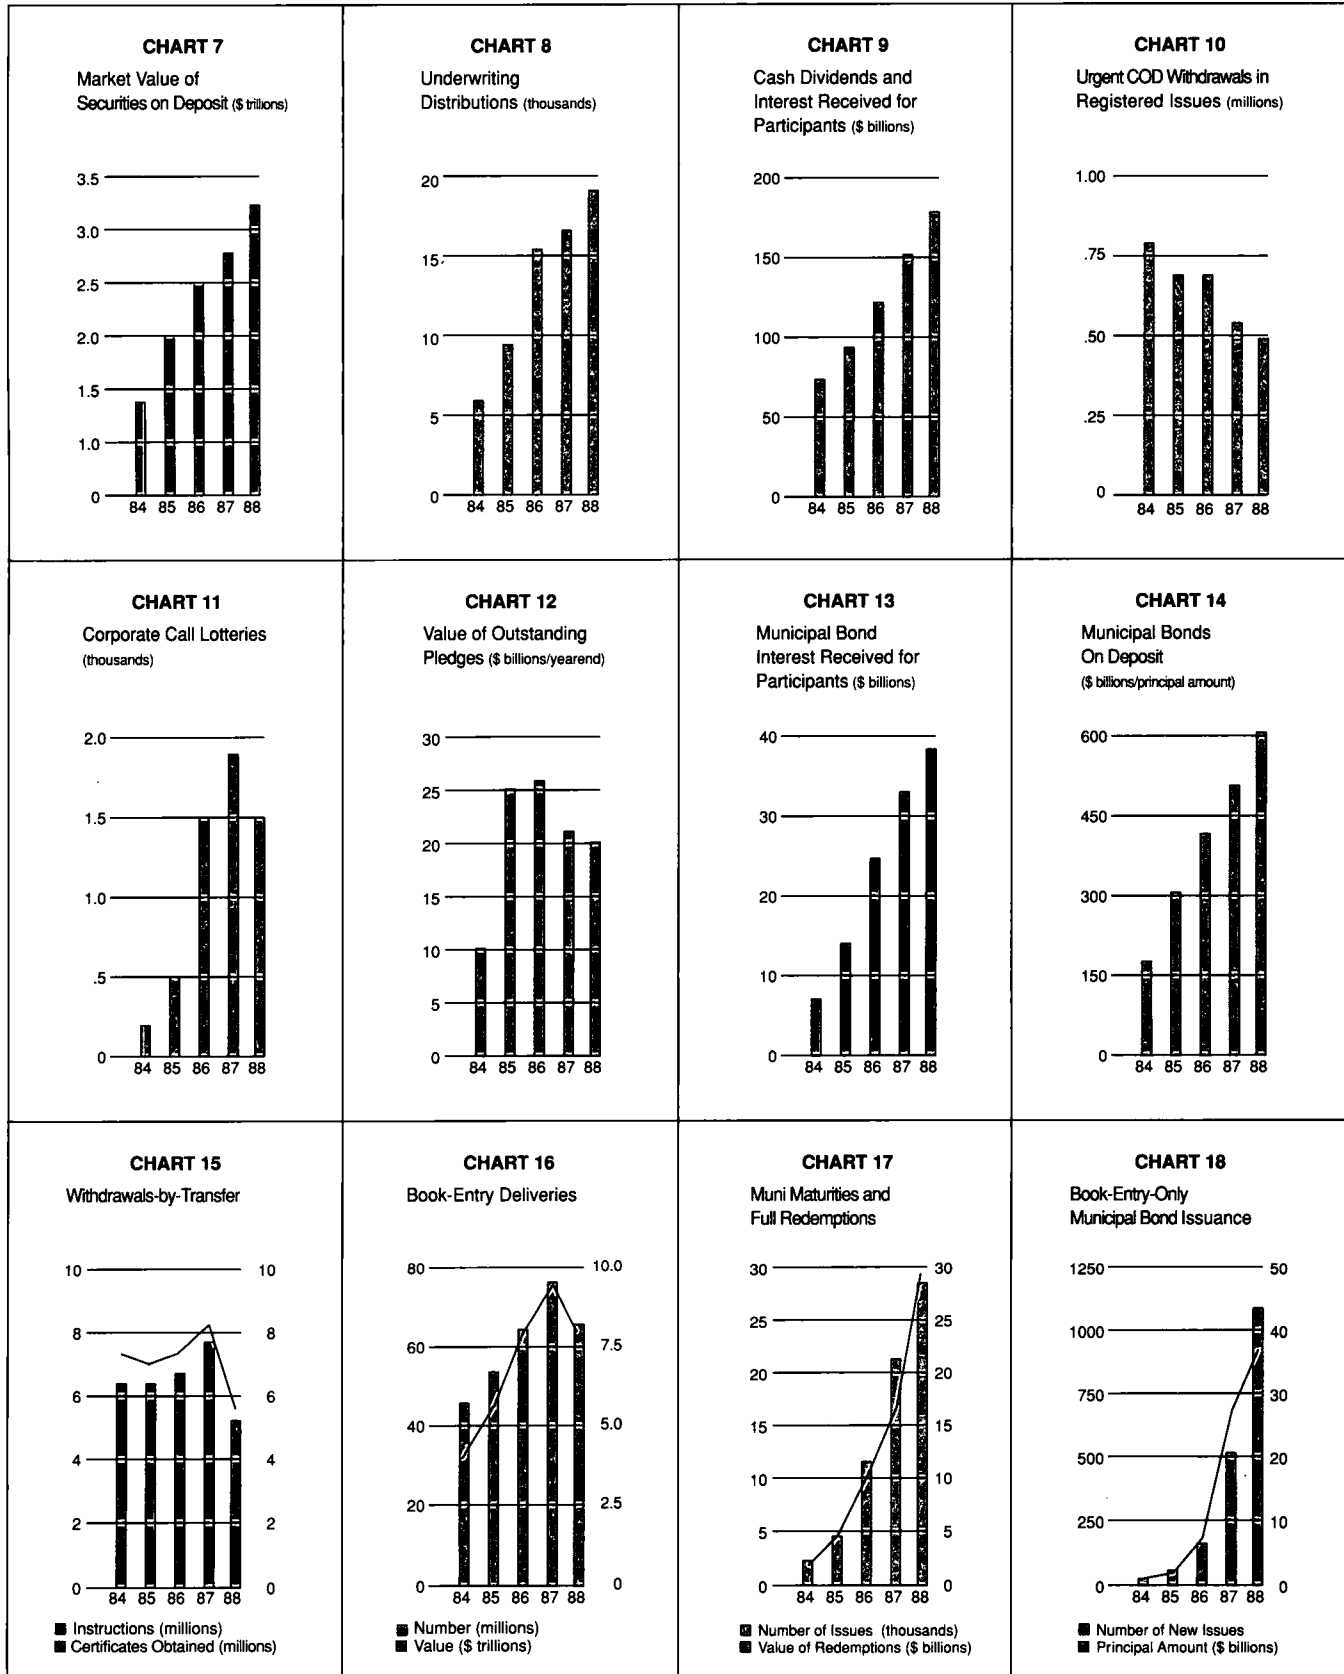 CHART 7
Market Value of
Securities on Deposit ($ trillions)
3.5
3.0
2.5
2.0
1.5
1.0
0
84 85 86 87 88
CHART 8
Underwriting
Distributions (thousands)
20
15
10
5
0
84 85 86 87 88
CHART 9
Cash Dividends and
Interest Received for
Participants ($ billions)
200
150
100
50
0
84 85 86 87 88
CHART 10
Urgent COD Withdrawals in
Registered Issues (millions)
1.00
.75
.50
.25
0
84 85 86 87 88
CHART 11
Corporate Call Lotteries
(thousands)
2.0
1.5
1.0
.5
0
84 85 86 87 88
CHART 12
Value of Outstanding
Pledges ($ billions/yearend)
30
25
20
15
10
5
0
84 85 86 87 88
CHART 13
Municipal Bond
Interest Received for
Participants ($ billions)
40
30
20
10
0
84 85 86 87 88
CHART 14
Municipal Bonds
On Deposit
($ billions/principal amount)
600
450
300
150
0
84 85 86 87 88
CHART 15
Withdrawals-by-Transfer
10 10
8 8
6 6
4 4
2 2
0 0
84 85 86 87 88
Instructions (millions)
Certificates Obtained (millions)
CHART 16
Book-Entry Deliveries
80 10.0
60 7.5
40 5.0
20 2.5
0 0
84 85 86 87 88
Number (millions)
Value ($ trillions)
CHART 17
Muni Maturities and
Full Redemptions
30 30
25 25
20 20
15 15
10 10
5 5
0 0
84 85 86 87 88
Number of Issues (thousands)
Value of Redemptions ($ billions)
CHART 18
Book-Entry-Only
Municipal Bond Issuance
1250 50
1000 40
750 30
500 20
250 10
0 0
84 85 86 87 88
Number of New Issues
Principal Amount ($ billions)